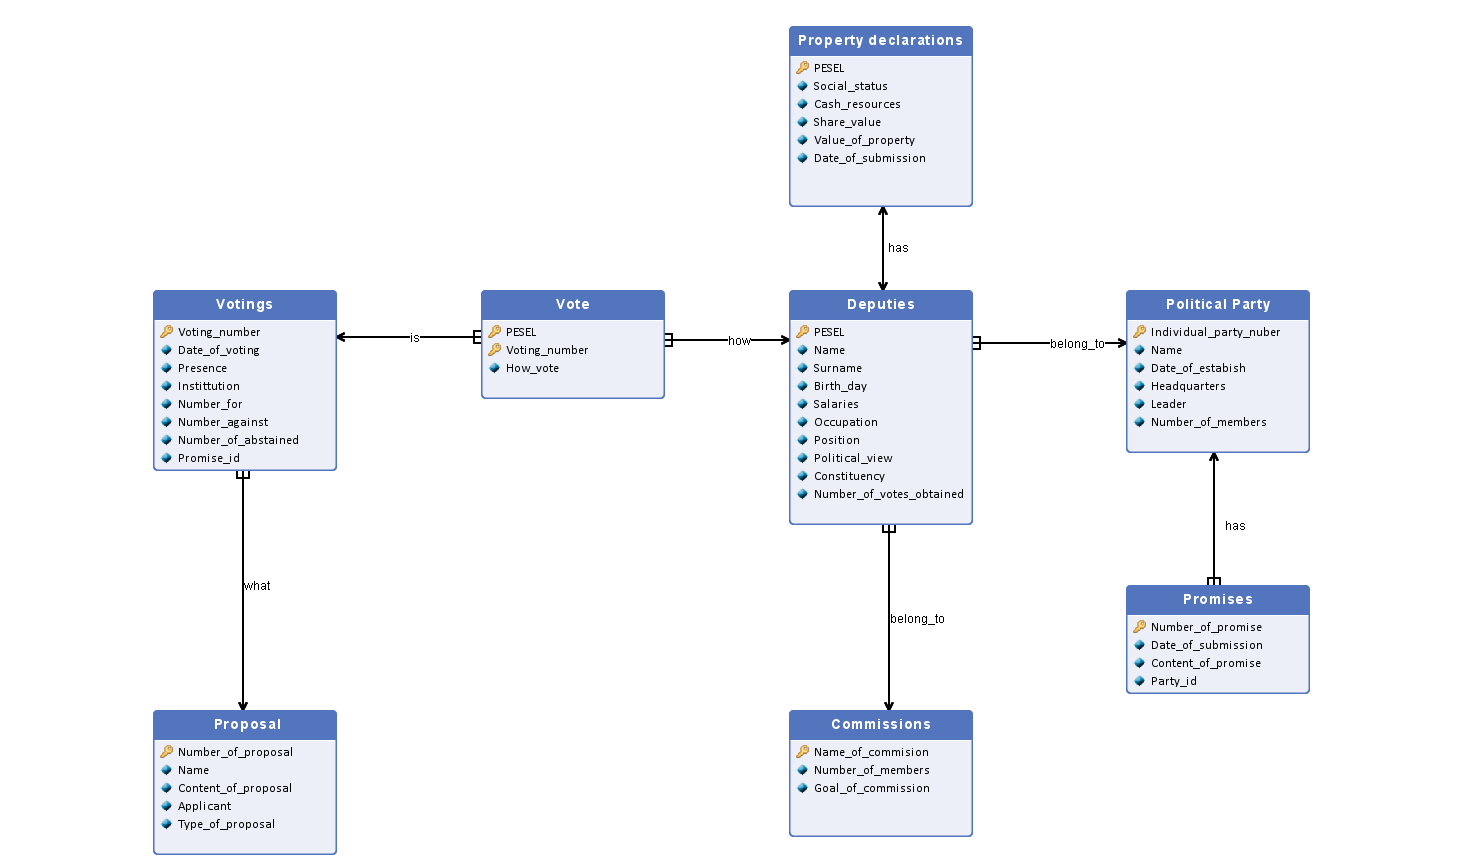 Property declarations
PESEL
Social_status
Cash_resources
Share_value
Value_of_property
Date_of_submission
has
Votings
Voting_number
Date_of_voting
Presence
Instittution
Number_for
Number_against
Number_of_abstained
Promise_id
is
Vote
PESEL
Voting_number
How_vote
how
Deputies
PESEL
Name
Surname
Birth_day
Salaries
Occupation
Position
Political_view
Constituency
Number_of_votes_obtained
belong_to
Political Party
Individual_party_nuber
Name
Date_of_estabish
Headquarters
Leader
Number_of_members
has
what
belong_to
Promises
Number_of_promise
Date_of_submission
Content_of_promise
Party_id
Proposal
Number_of_proposal
Name
Content_of_proposal
Applicant
Type_of_proposal
Commissions
Name_of_commision
Number_of_members
Goal_of_commission